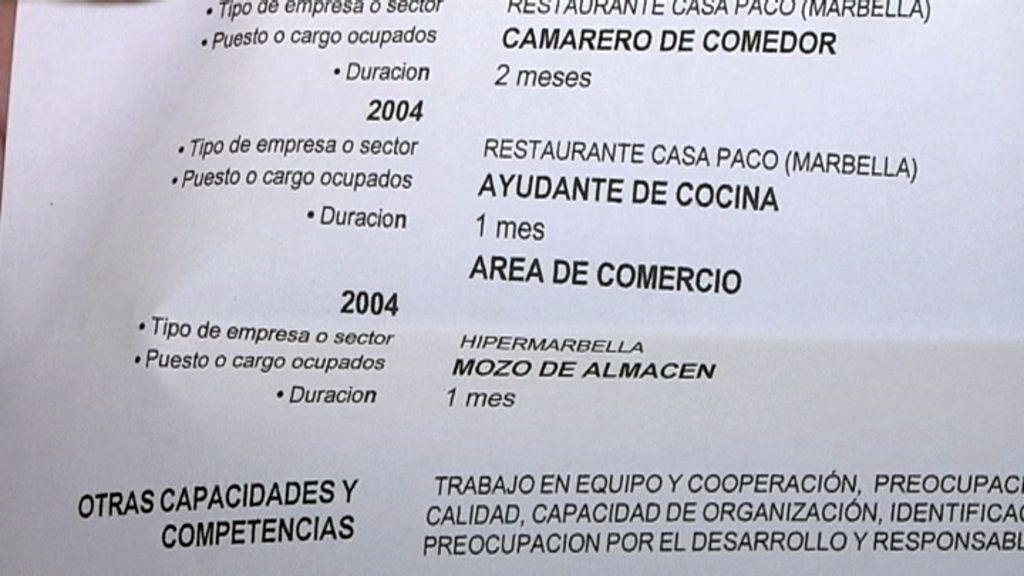 • Tipo de empresa o sector RESTAURANTE CASA PACO (MARBELLA)
• Puesto o cargo ocupados CAMARERO DE COMEDOR
• Duracion 2 meses
2004
• Tipo de empresa o sector RESTAURANTE CASA PACO (MARBELLA)
• Puesto o cargo ocupados AYUDANTE DE COCINA
• Duracion 1 mes
AREA DE COMERCIO
2004
• Tipo de empresa o sector HIPERMARBELLA
• Puesto o cargo ocupados MOZO DE ALMACEN
• Duracion 1 mes
OTRAS CAPACIDADES Y COMPETENCIAS
TRABAJO EN EQUIPO Y COOPERACIÓN, PREOCUPACI
CALIDAD, CAPACIDAD DE ORGANIZACIÓN, IDENTIFICAC
PREOCUPACION POR EL DESARROLLO Y RESPONSABL